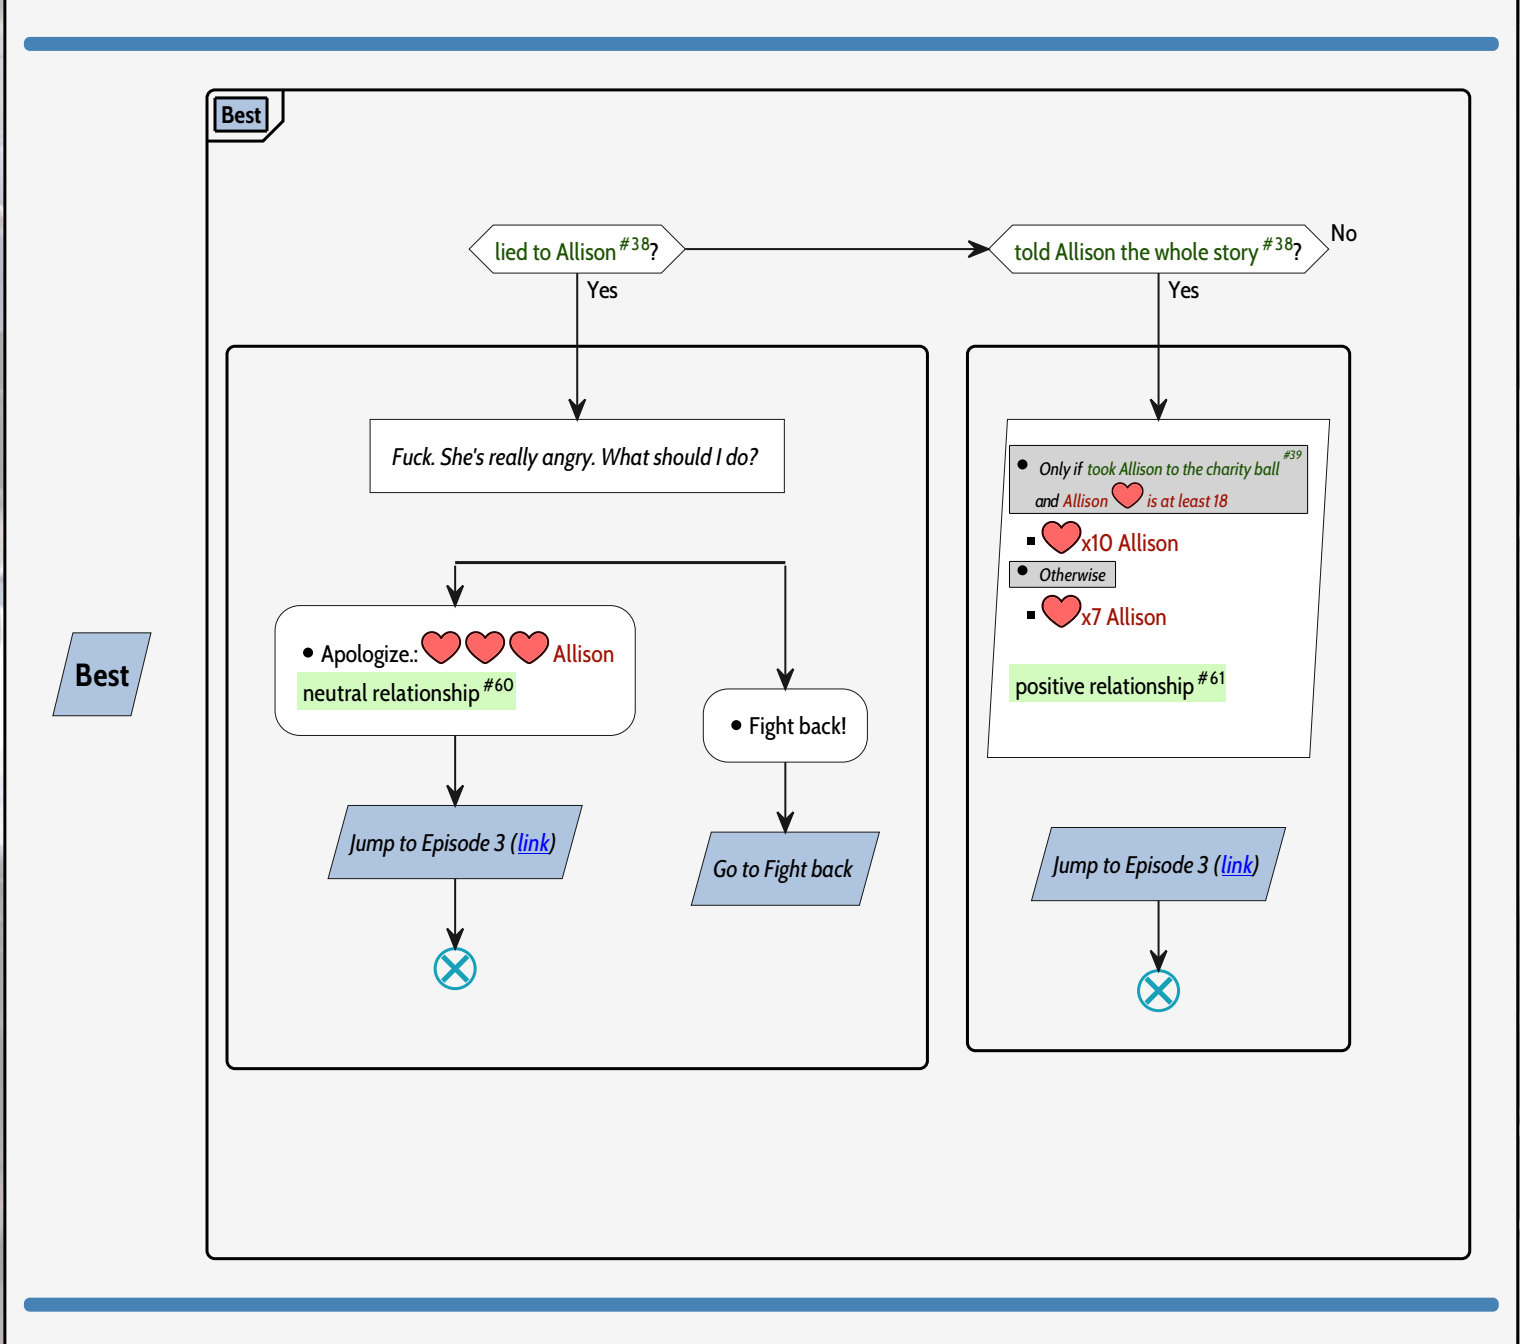 Best
lied to Allison #38?
told Allison the whole story #38?
No
Yes
Yes
Fuck. She's really angry. What should I do?
• Apologize.: Allison
neutral relationship #60
• Fight back!
Jump to Episode 3 (link)
Go to Fight back
• Only if took Allison to the charity ball #39
and Allison is at least 18
▪ x10 Allison
• Otherwise
▪ x7 Allison
positive relationship #61
Jump to Episode 3 (link)
Best